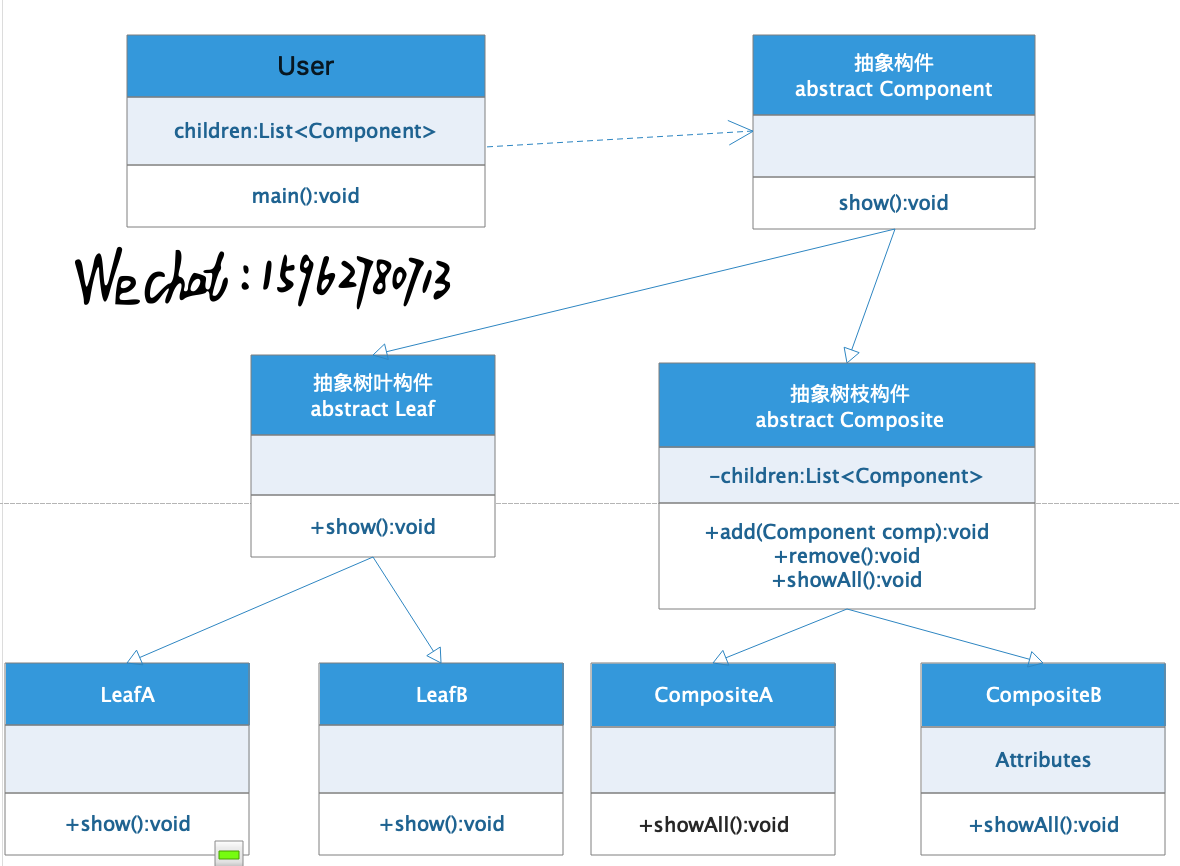 User
children:List<Component>
main():void
抽象构件
abstract Component
show():void
Wechat:15962780713
抽象树叶构件
abstract Leaf
+show():void
抽象树枝构件
abstract Composite
-children:List<Component>
+add(Component comp):void
+remove():void
+showAll():void
LeafA
+show():void
LeafB
+show():void
CompositeA
+showAll():void
CompositeB
Attributes
+showAll():void